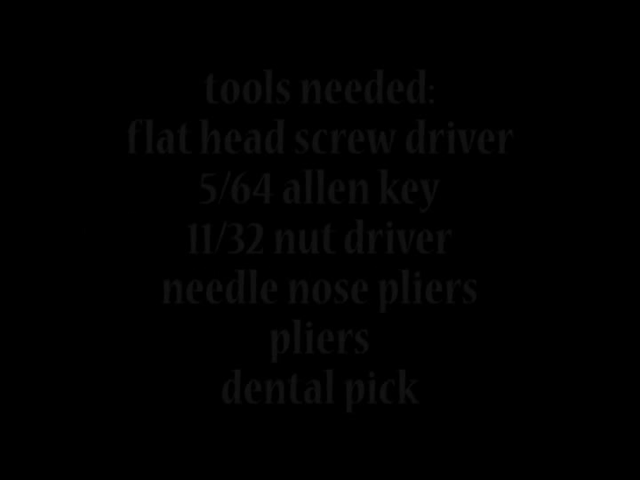 tools needed:
flat head screw driver
5/64 allen key
11/32 nut driver
needle nose pliers
pliers
dental pick